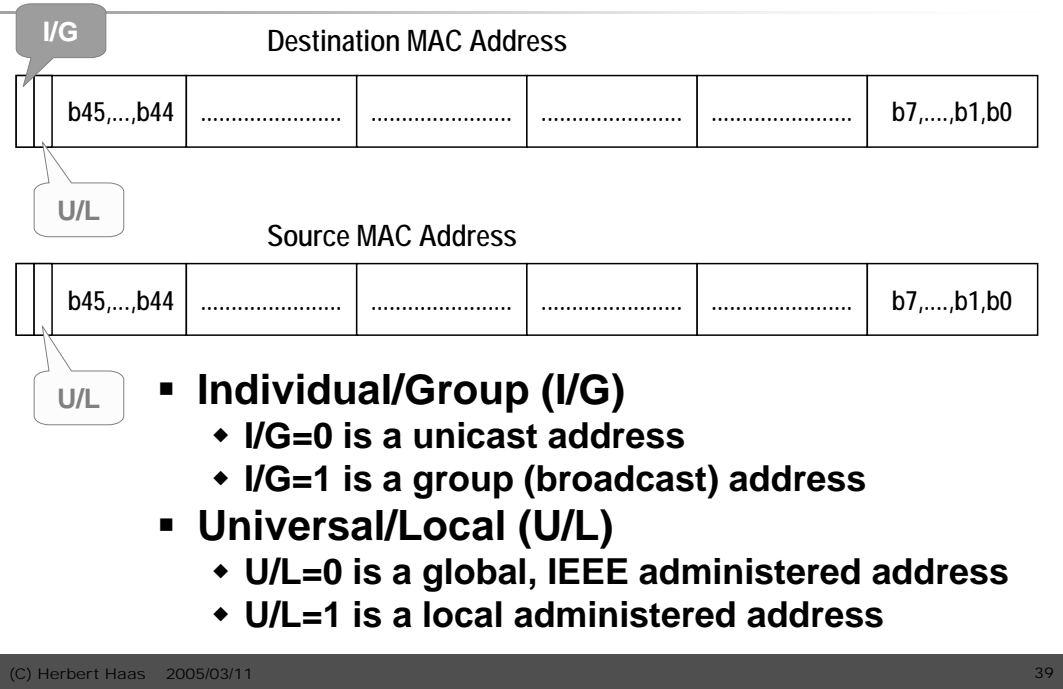 I/G
Destination MAC Address
b45,...,b44 ....................... ....................... ....................... ....................... b7,....,b1,b0
U/L
Source MAC Address
b45,...,b44 ....................... ....................... ....................... ....................... b7,....,b1,b0
U/L
▪ Individual/Group (I/G)
◆ I/G=0 is a unicast address
◆ I/G=1 is a group (broadcast) address
▪ Universal/Local (U/L)
◆ U/L=0 is a global, IEEE administered address
◆ U/L=1 is a local administered address
(C) Herbert Haas 2005/03/11 39